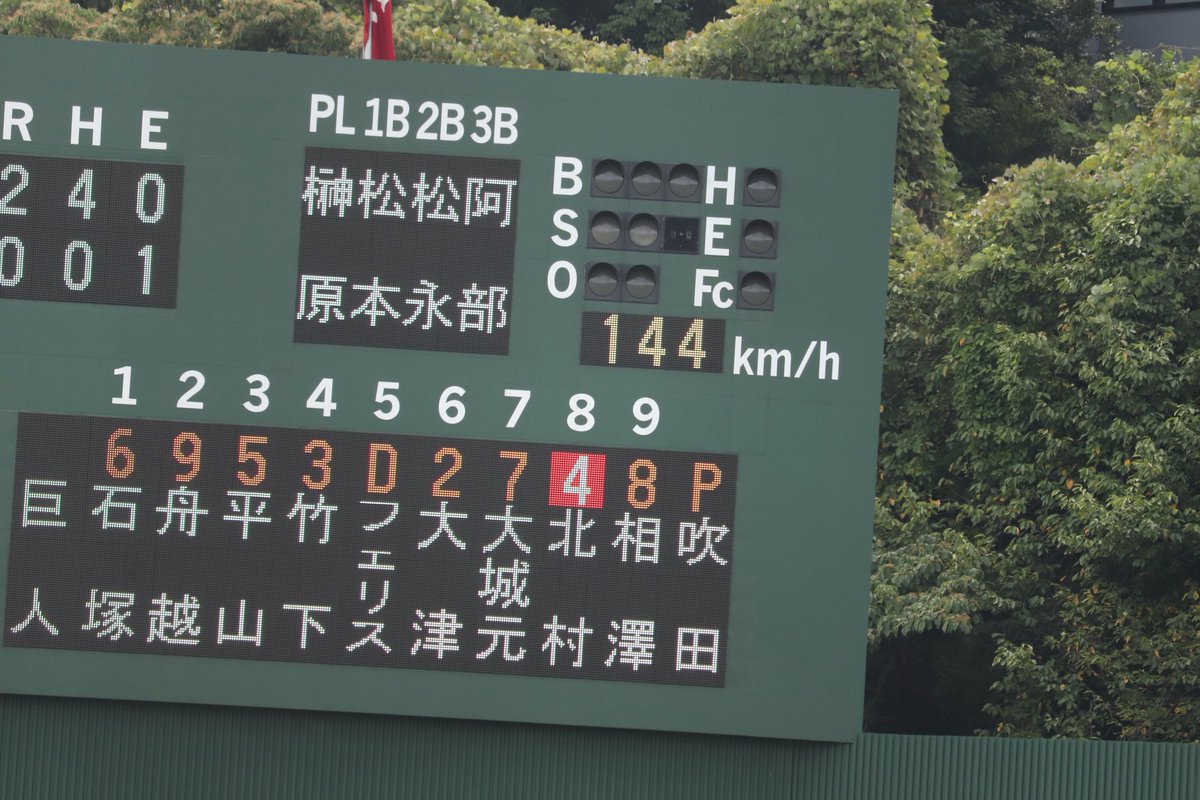 R H E
2 4 0
0 0 1
PL 1B 2B 3B
榊原
松本
松永
阿部
B H
S E
O Fc
144 km/h
1 2 3 4 5 6 7 8 9
6 9 5 3 D 2 7 4 8 P
巨人
石塚
舟越
平山
竹下
フェリス
大津
大城元
北村
相澤
吹田